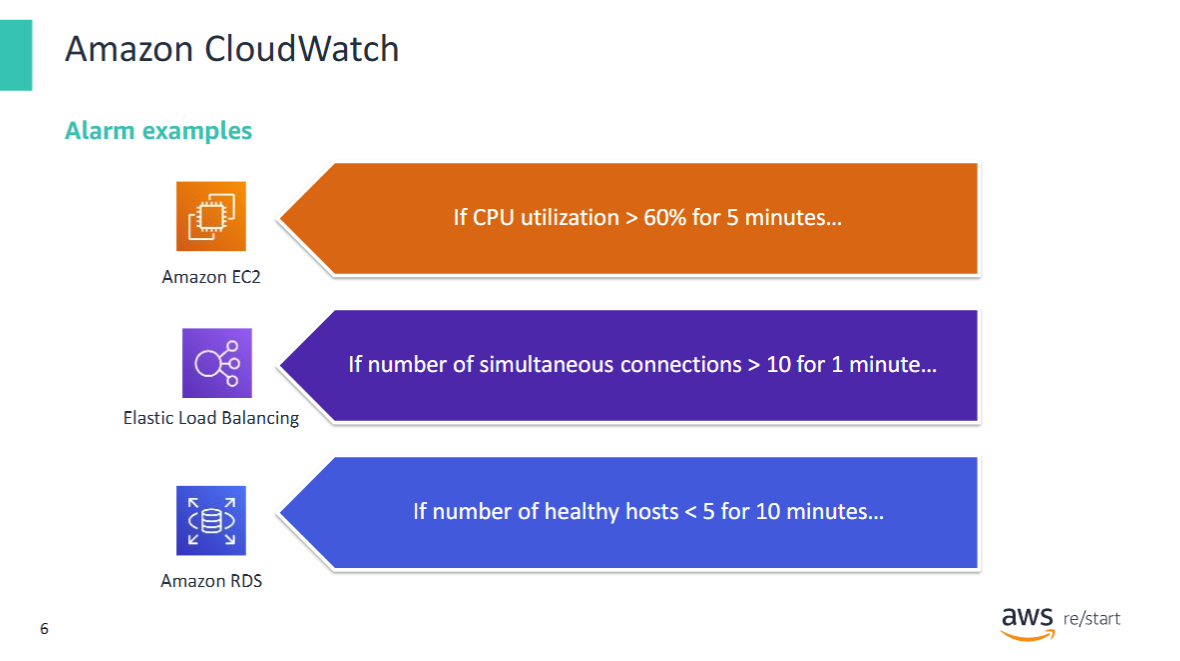 Amazon CloudWatch
Alarm examples
If CPU utilization > 60% for 5 minutes...
Amazon EC2
If number of simultaneous connections > 10 for 1 minute...
Elastic Load Balancing
If number of healthy hosts < 5 for 10 minutes...
Amazon RDS
6
aws re/start